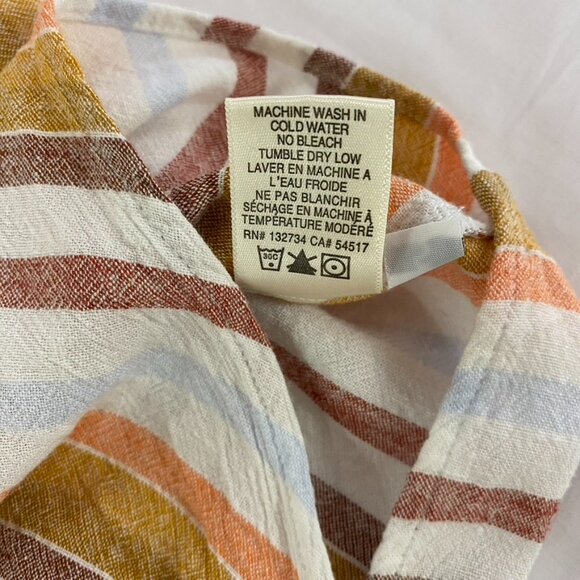 MACHINE WASH IN
COLD WATER
NO BLEACH
TUMBLE DRY LOW
LAVER EN MACHINE A
L'EAU FROIDE
NE PAS BLANCHIR
SÉCHAGE EN MACHINE À
TEMPÉRATURE MODÉRÉ
RN# 132734 CA# 54517
30C